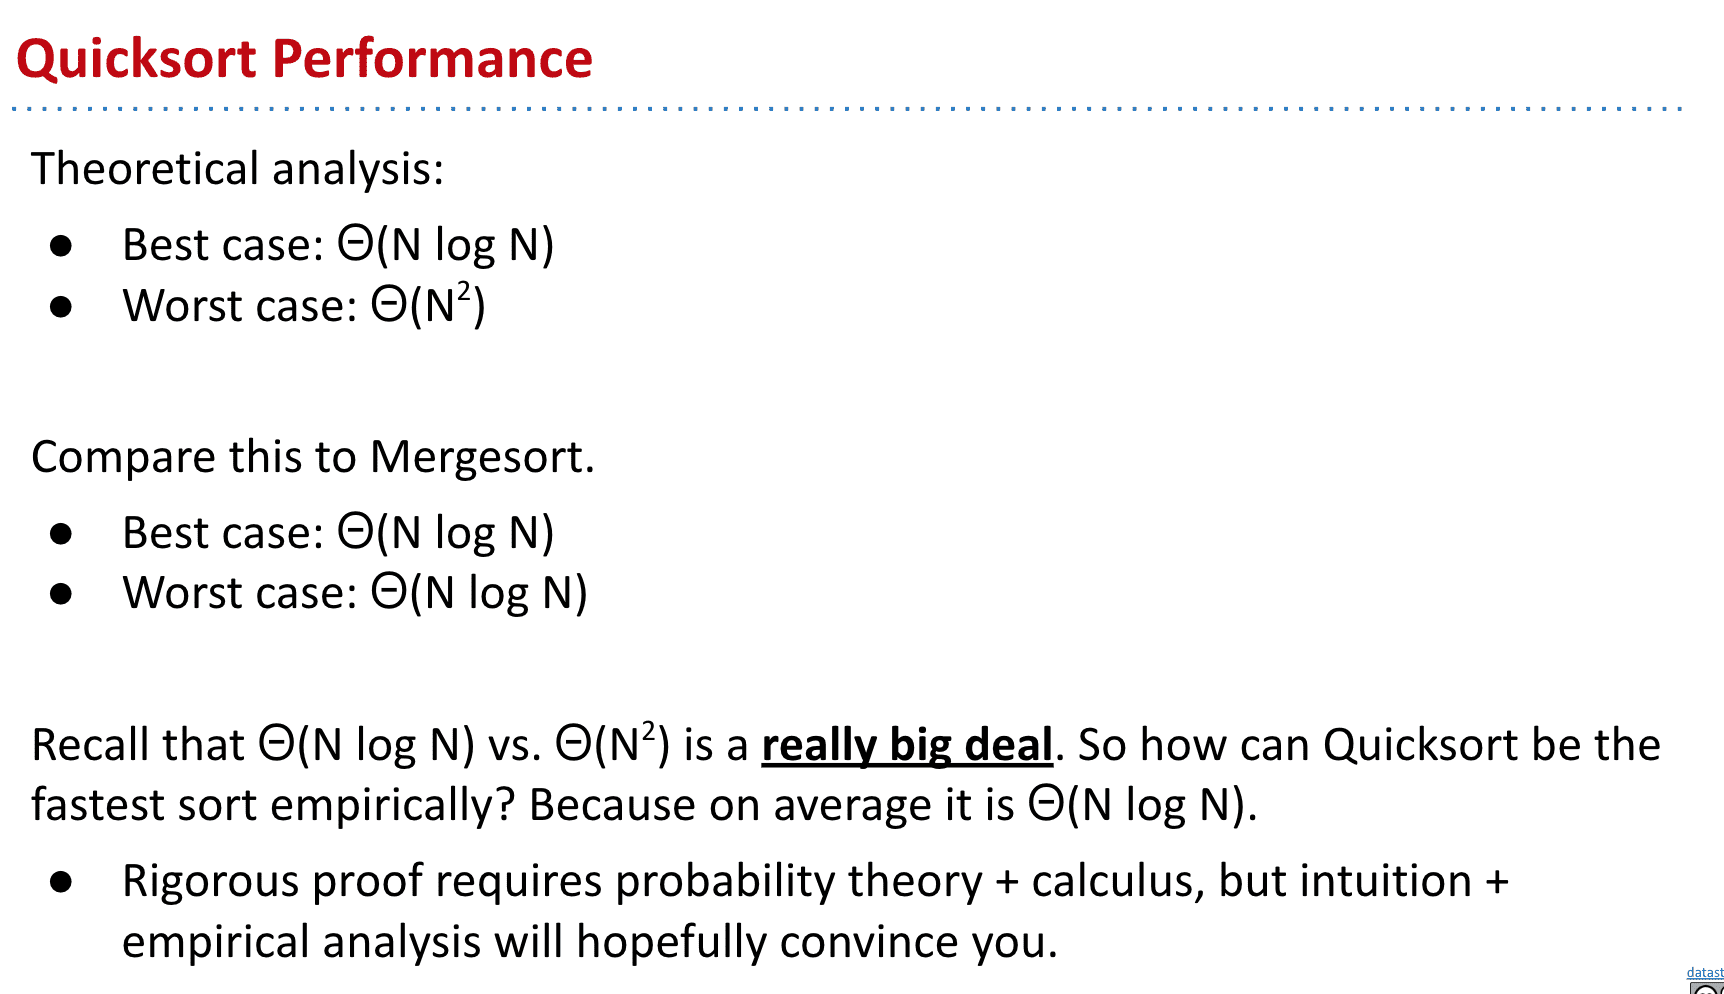 Quicksort Performance
Theoretical analysis:
● Best case: Θ(N log N)
● Worst case: Θ(N²)
Compare this to Mergesort.
● Best case: Θ(N log N)
● Worst case: Θ(N log N)
Recall that Θ(N log N) vs. Θ(N²) is a really big deal. So how can Quicksort be the
fastest sort empirically? Because on average it is Θ(N log N).
● Rigorous proof requires probability theory + calculus, but intuition +
empirical analysis will hopefully convince you.
datast